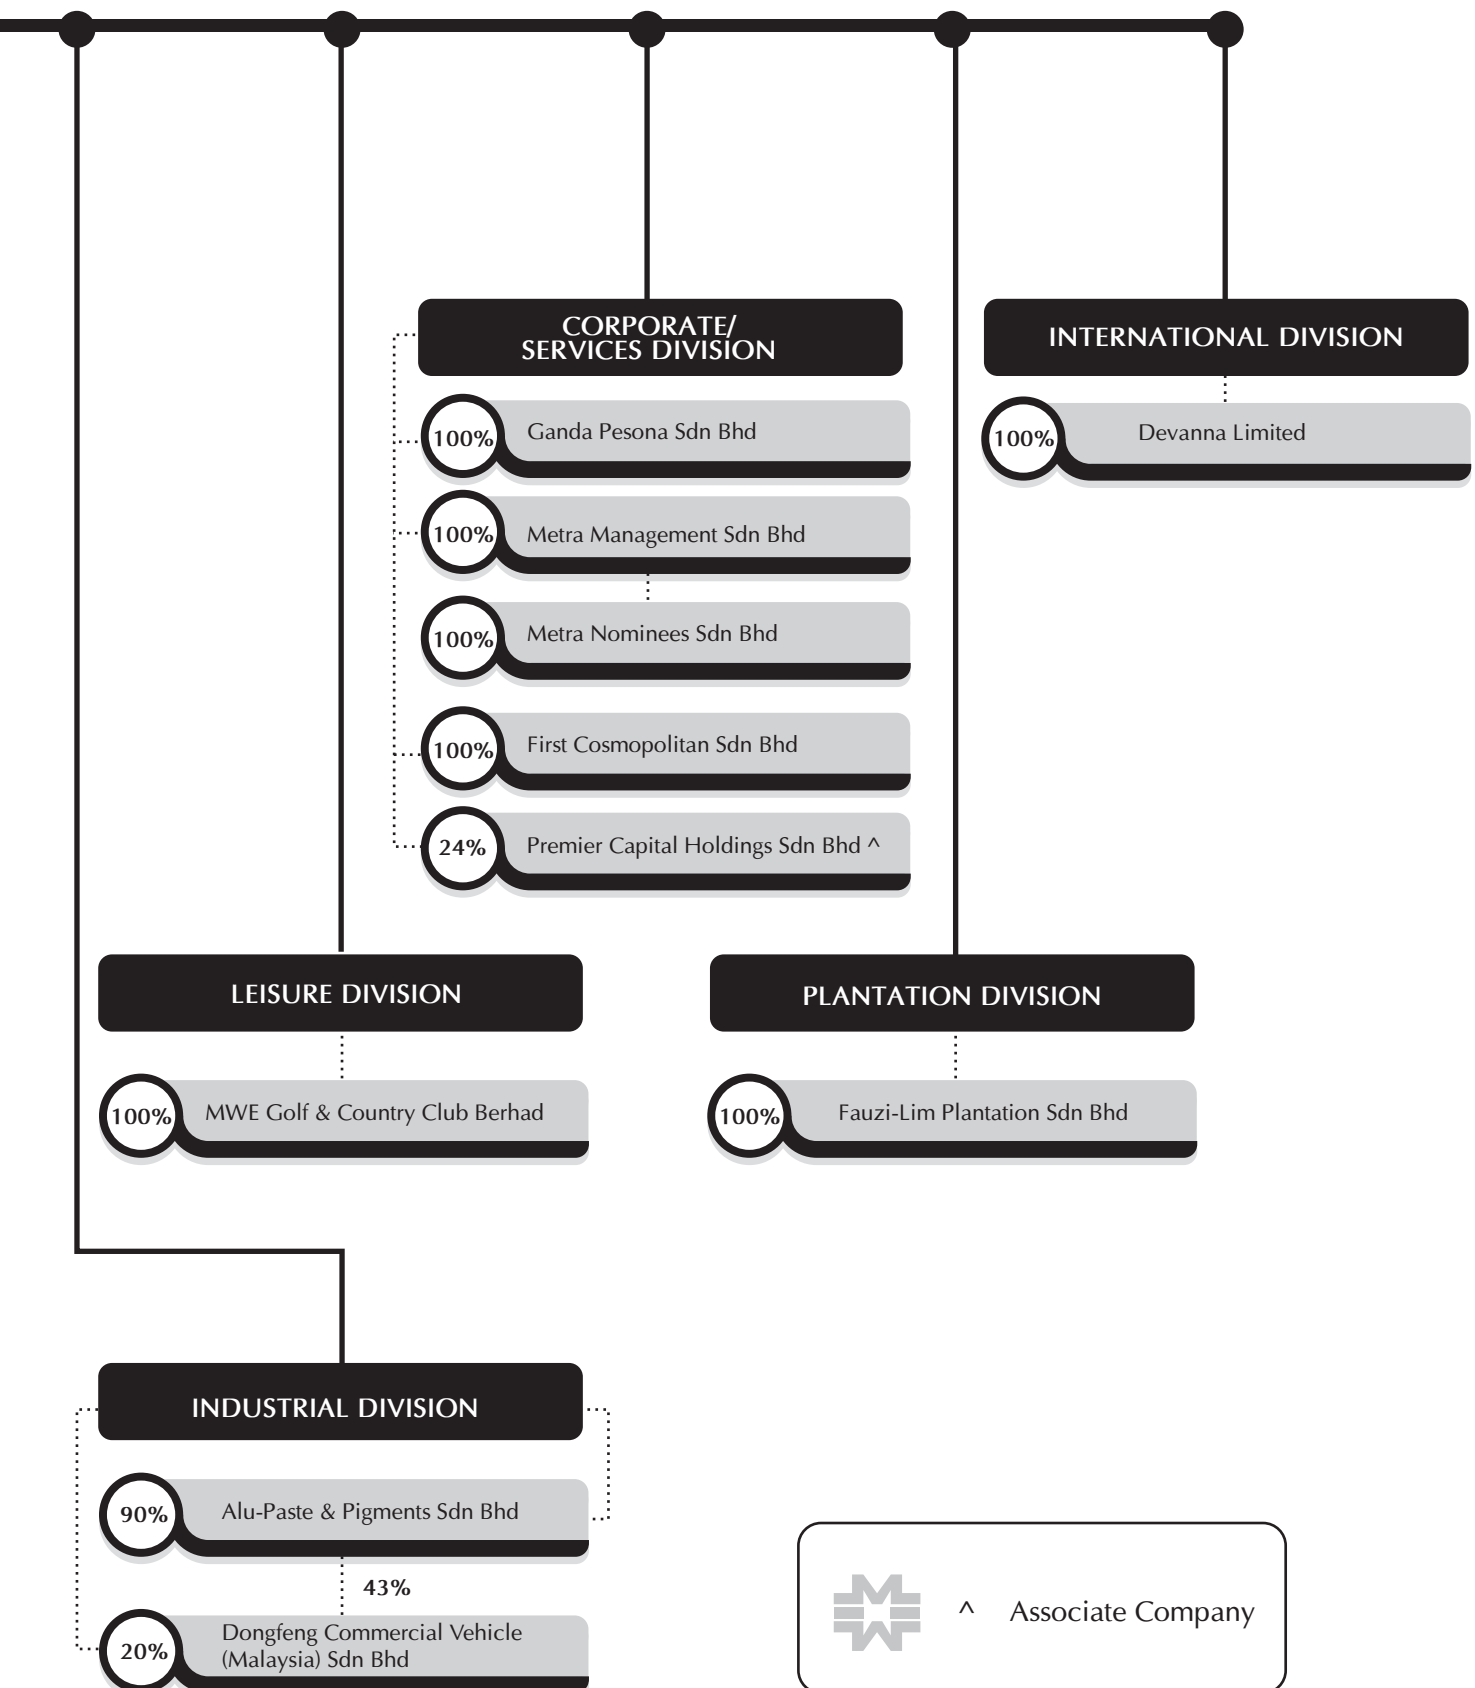 CORPORATE/
SERVICES DIVISION
100%
Ganda Pesona Sdn Bhd
100%
Metra Management Sdn Bhd
100%
Metra Nominees Sdn Bhd
100%
First Cosmopolitan Sdn Bhd
24%
Premier Capital Holdings Sdn Bhd ^
INTERNATIONAL DIVISION
100%
Devanna Limited
LEISURE DIVISION
100%
MWE Golf & Country Club Berhad
PLANTATION DIVISION
100%
Fauzi-Lim Plantation Sdn Bhd
INDUSTRIAL DIVISION
90%
Alu-Paste & Pigments Sdn Bhd
43%
20%
Dongfeng Commercial Vehicle
(Malaysia) Sdn Bhd
^ Associate Company